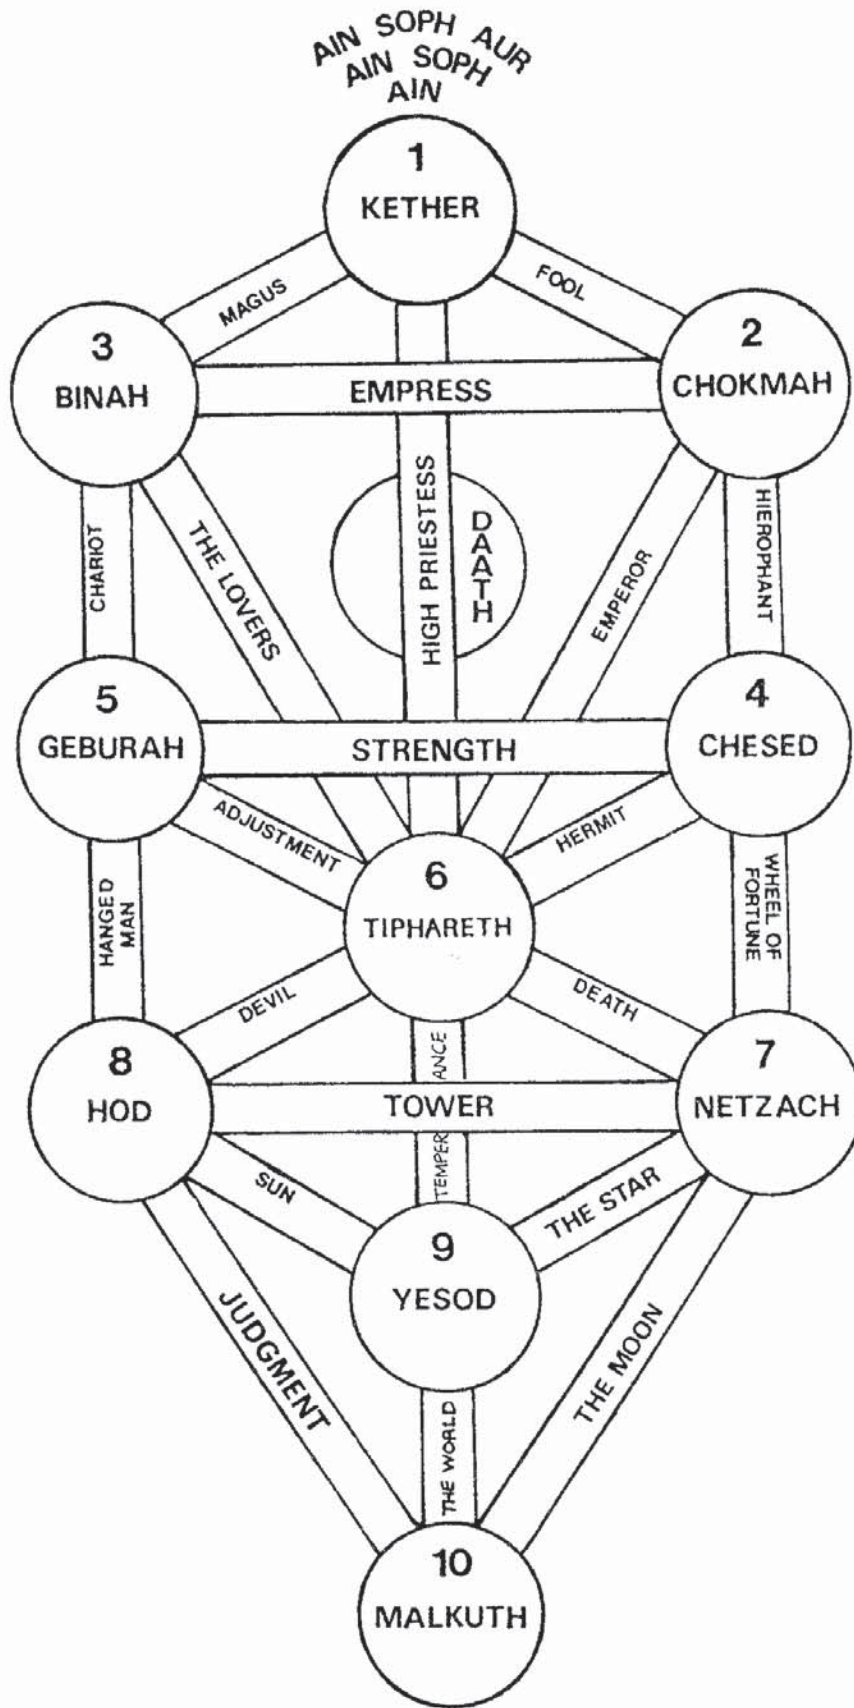 AIN SOPH AUR
AIN SOPH
AIN
1
KETHER
MAGUS
FOOL
3
BINAH
2
CHOKMAH
EMPRESS
HIGH PRIESTESS
DAATH
CHARIOT
THE LOVERS
EMPEROR
HIEROPHANT
5
GEBURAH
4
CHESED
STRENGTH
ADJUSTMENT
HERMIT
6
TIPHARETH
HANGED
MAN
WHEEL OF
FORTUNE
DEVIL
DEATH
8
HOD
7
NETZACH
TEMPERANCE
TOWER
SUN
THE STAR
9
YESOD
JUDGMENT
THE MOON
THE WORLD
10
MALKUTH